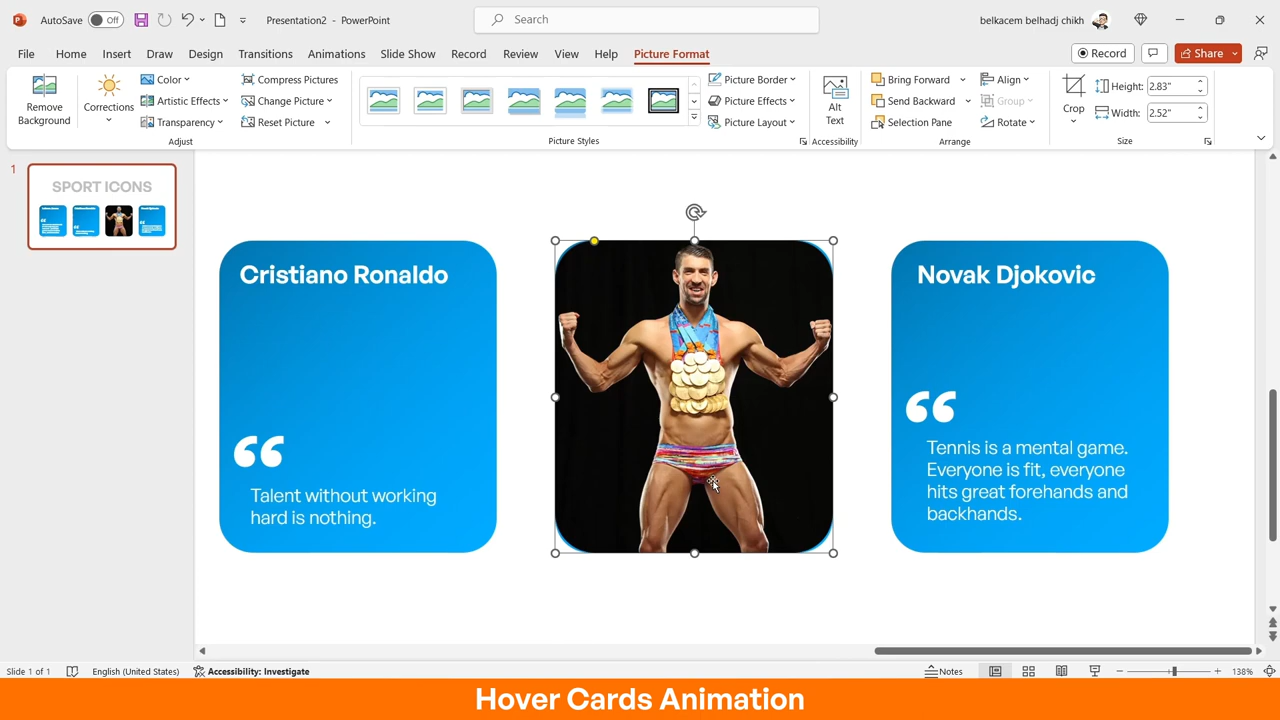 AutoSave Off Presentation2 - PowerPoint Search belkacem belhadj chikh
File Home Insert Draw Design Transitions Animations Slide Show Record Review View Help Picture Format Record Share
Remove Background
Corrections
Color
Artistic Effects
Transparency
Compress Pictures
Change Picture
Reset Picture
Adjust
Picture Styles
Picture Border
Picture Effects
Picture Layout
Alt Text
Accessibility
Bring Forward
Send Backward
Selection Pane
Align
Group
Rotate
Arrange
Crop
Height: 2.83"
Width: 2.52"
Size
1
SPORT ICONS
Cristiano Ronaldo
“
Talent without working
hard is nothing.
Novak Djokovic
“
Tennis is a mental game.
Everyone is fit, everyone
hits great forehands and
backhands.
Slide 1 of 1 English (United States) Accessibility: Investigate Notes 138%
Hover Cards Animation